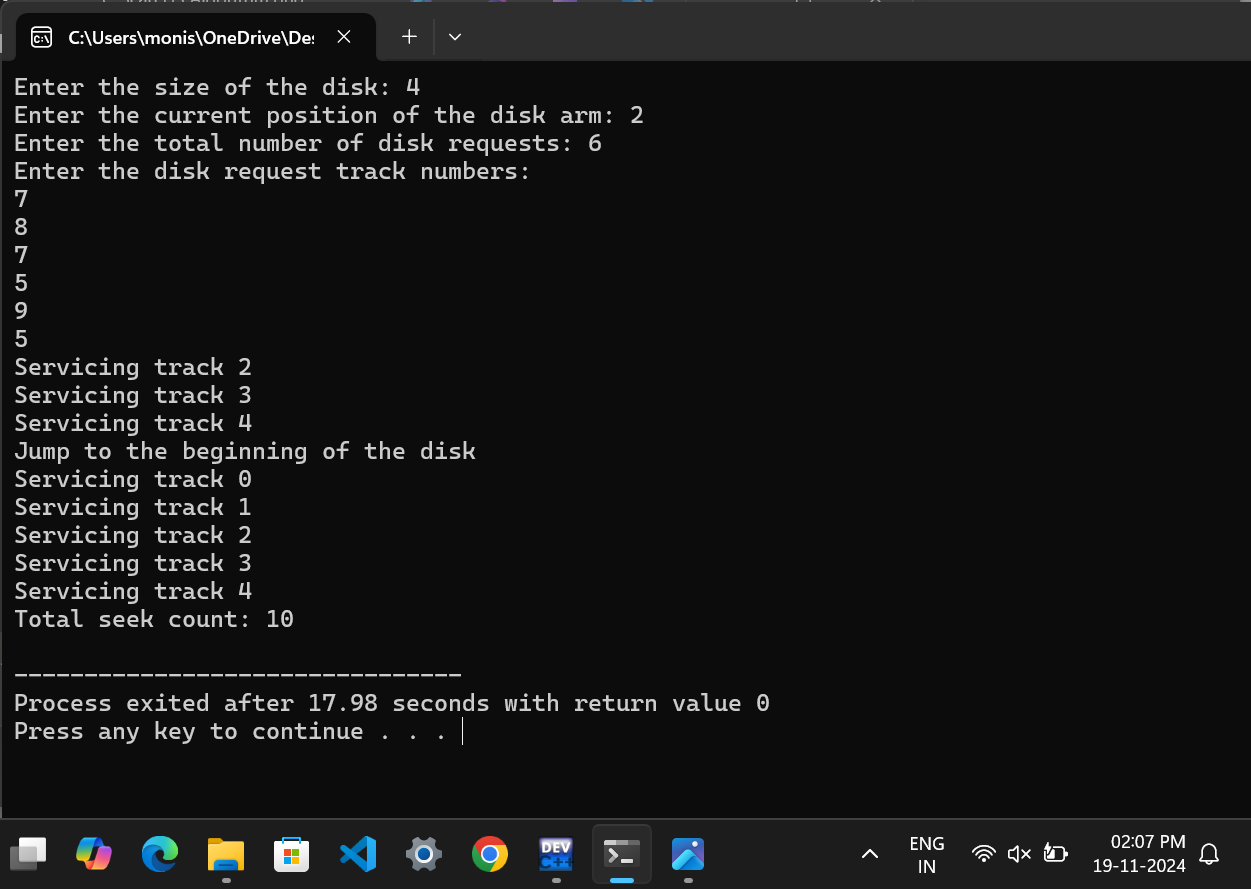 C:\Users\monis\OneDrive\De
Enter the size of the disk: 4
Enter the current position of the disk arm: 2
Enter the total number of disk requests: 6
Enter the disk request track numbers:
7
8
7
5
9
5
Servicing track 2
Servicing track 3
Servicing track 4
Jump to the beginning of the disk
Servicing track 0
Servicing track 1
Servicing track 2
Servicing track 3
Servicing track 4
Total seek count: 10
--------------------------------
Process exited after 17.98 seconds with return value 0
Press any key to continue . . .
DEV
C++
ENG
IN
02:07 PM
19-11-2024